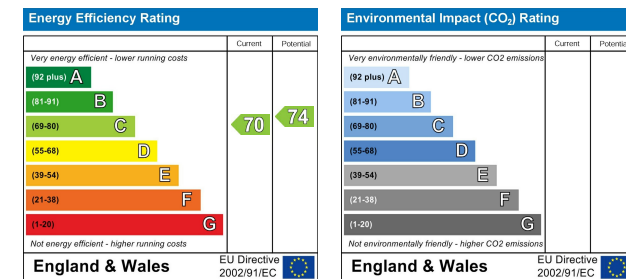 Energy Efficiency Rating
Current Potential
Very energy efficient - lower running costs
(92 plus) A
(81-91) B
(69-80) C
(55-68) D
(39-54) E
(21-38) F
(1-20) G
70
74
Not energy efficient - higher running costs
England & Wales
EU Directive
2002/91/EC
Environmental Impact (CO2) Rating
Current Potential
Very environmentally friendly - lower CO2 emissions
(92 plus) A
(81-91) B
(69-80) C
(55-68) D
(39-54) E
(21-38) F
(1-20) G
Not environmentally friendly - higher CO2 emissions
England & Wales
EU Directive
2002/91/EC